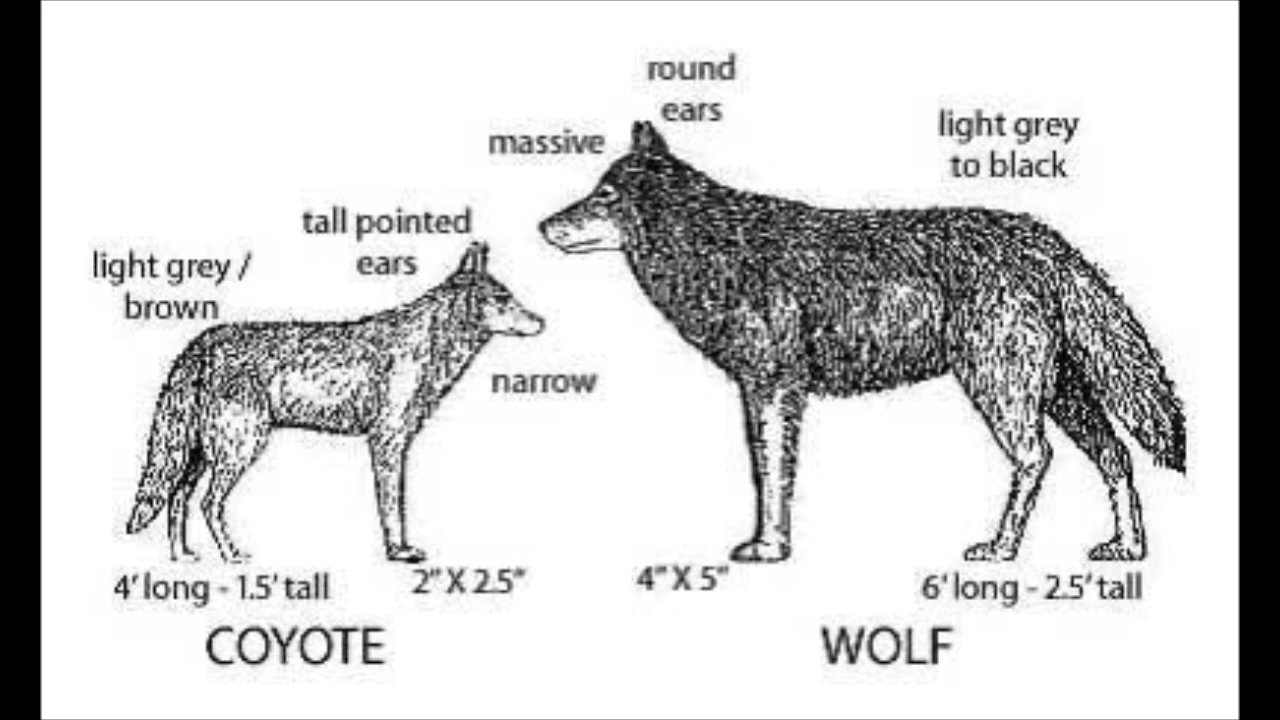 round
ears
massive
light grey
to black
tall pointed
ears
light grey /
brown
narrow
4' long - 1.5' tall
2" X 2.5"
4" X 5"
6' long - 2.5' tall
COYOTE
WOLF